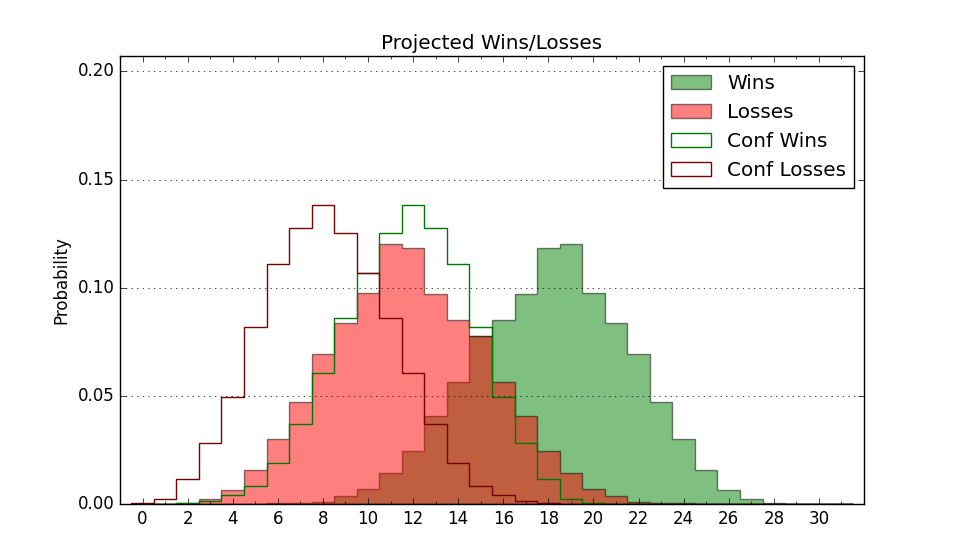 Projected Wins/Losses
0.20
0.15
0.10
0.05
0.00
Probability
Wins
Losses
Conf Wins
Conf Losses
0 2 4 6 8 10 12 14 16 18 20 22 24 26 28 30